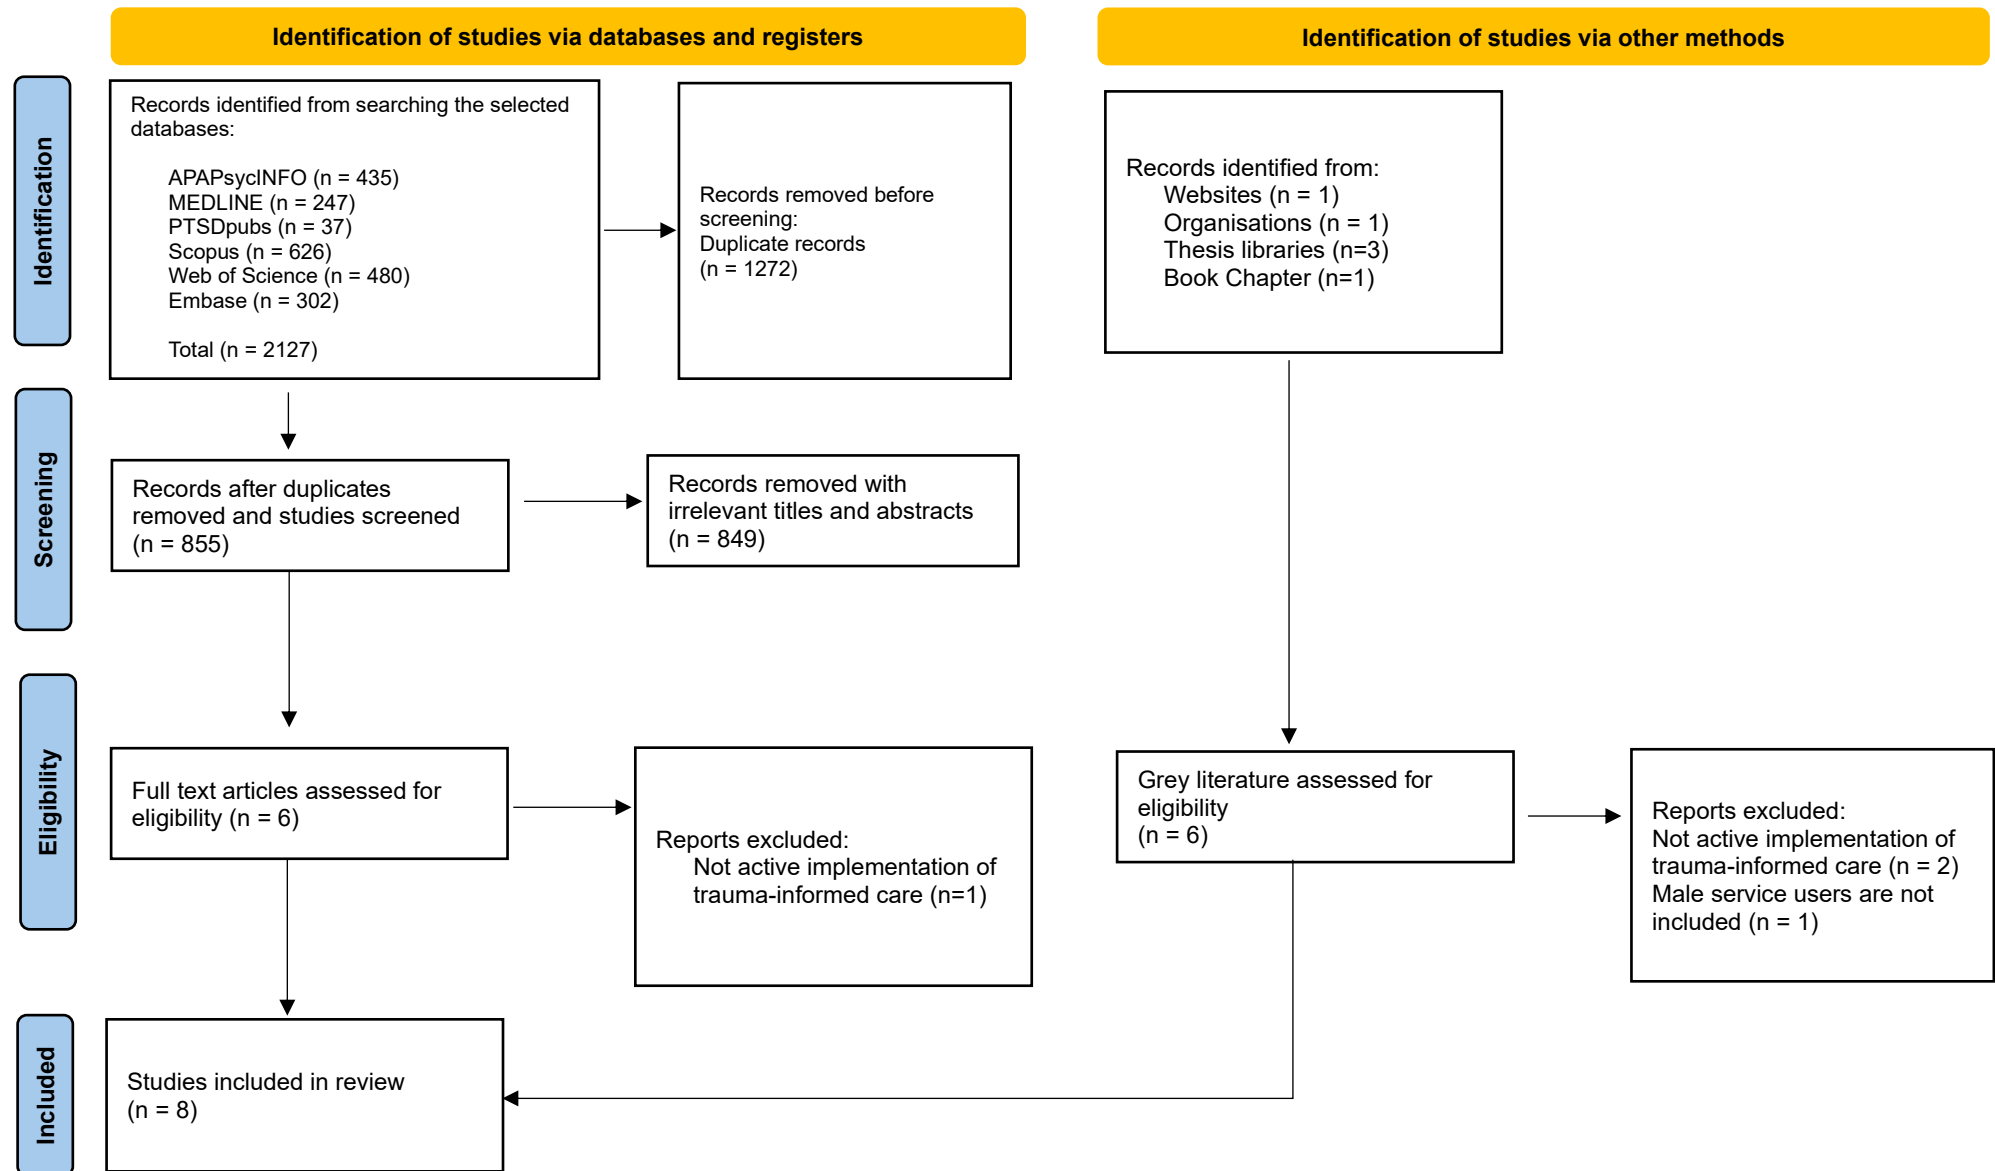 Identification of studies via databases and registers
Identification of studies via other methods
Identification
Records identified from searching the selected
databases:
APAPsycINFO (n = 435)
MEDLINE (n = 247)
PTSDpubs (n = 37)
Scopus (n = 626)
Web of Science (n = 480)
Embase (n = 302)
Total (n = 2127)
Records removed before
screening:
Duplicate records
(n = 1272)
Records identified from:
Websites (n = 1)
Organisations (n = 1)
Thesis libraries (n=3)
Book Chapter (n=1)
Screening
Records after duplicates
removed and studies screened
(n = 855)
Records removed with
irrelevant titles and abstracts
(n = 849)
Eligibility
Full text articles assessed for
eligibility (n = 6)
Reports excluded:
Not active implementation of
trauma-informed care (n=1)
Grey literature assessed for
eligibility
(n = 6)
Reports excluded:
Not active implementation of
trauma-informed care (n = 2)
Male service users are not
included (n = 1)
Included
Studies included in review
(n = 8)